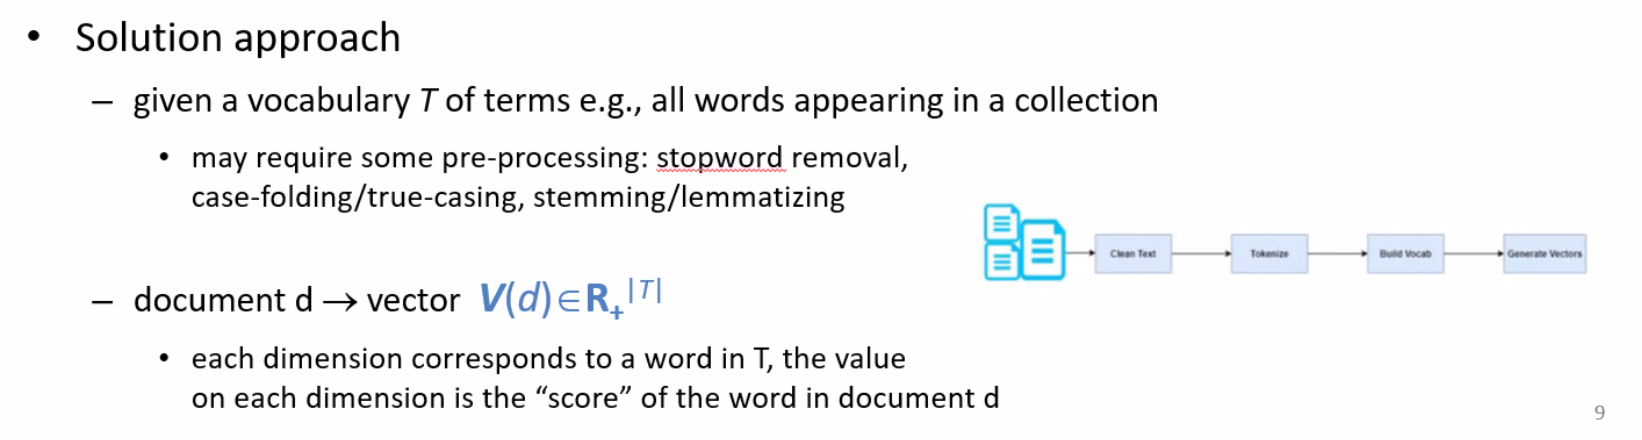 • Solution approach
– given a vocabulary T of terms e.g., all words appearing in a collection
• may require some pre-processing: stopword removal,
case-folding/true-casing, stemming/lemmatizing
Clean Text
Tokenize
Build Vocab
Generate Vectors
– document d → vector V(d)∈R₊|T|
• each dimension corresponds to a word in T, the value
on each dimension is the “score” of the word in document d
9